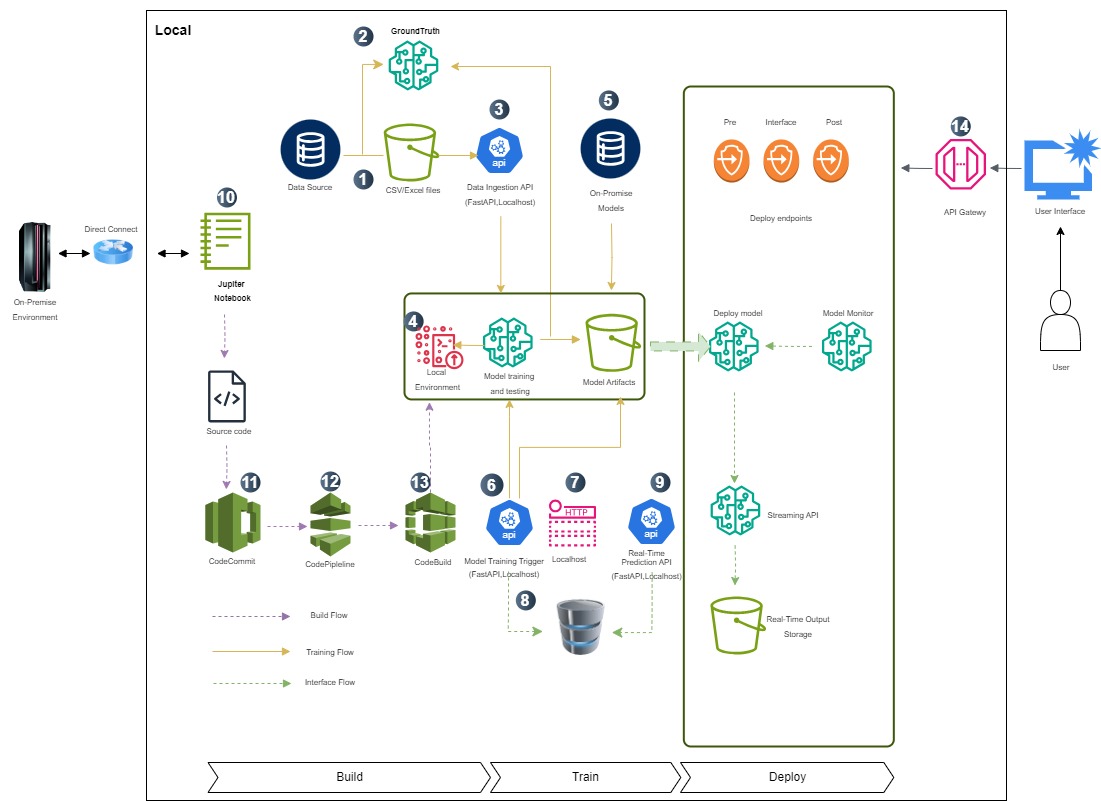 Local
GroundTruth
2
3
5
14
api
Data Source
1
CSV/Excel files
Data Ingestion API
(FastAPI,Localhost)
On-Promise
Models
Pre
Interface
Post
Deploy endpoints
API Gatewy
User Interface
10
Direct Connect
Jupiter
Notebook
On-Premise
Environment
4
Local
Environment
Model training
and testing
Model Artifacts
Deploy model
Model Monitor
User
</>
Source code
11
12
13
6
7
9
HTTP
api
api
CodeCommit
CodePipleline
CodeBuild
Model Training Trigger
(FastAPI,Localhost)
Localhost
Real-Time
Prediction API
(FastAPI,Localhost)
Streaming API
8
Build Flow
Training Flow
Interface Flow
Real-Time Output
Storage
Build
Train
Deploy